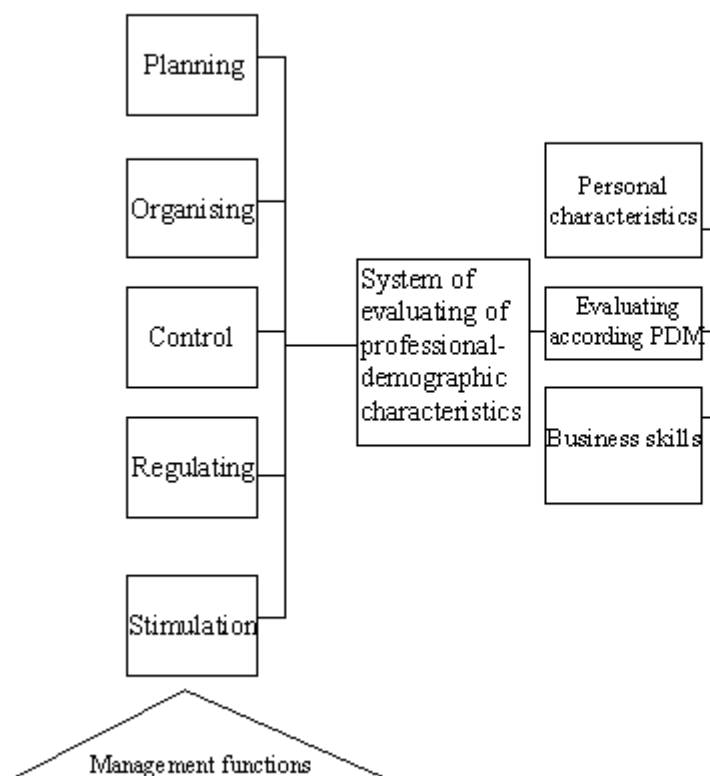 Planning
Organising
Control
Regulating
Stimulation
Management functions
System of
evaluating of
professional-
demographic
characteristics
Personal
characteristics
Evaluating
according PDM
Business skills